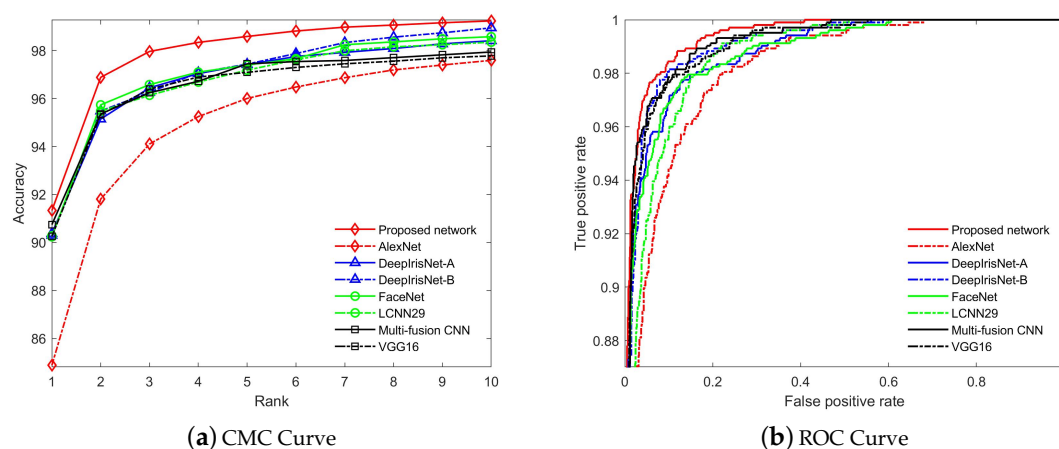 98
96
94
92
90
88
86
Accuracy
1 2 3 4 5 6 7 8 9 10
Rank
Proposed network
AlexNet
DeepIrisNet-A
DeepIrisNet-B
FaceNet
LCNN29
Multi-fusion CNN
VGG16
(a) CMC Curve
1
0.98
0.96
0.94
0.92
0.9
0.88
True positive rate
0 0.2 0.4 0.6 0.8
False positive rate
Proposed network
AlexNet
DeepIrisNet-A
DeepIrisNet-B
FaceNet
LCNN29
Multi-fusion CNN
VGG16
(b) ROC Curve